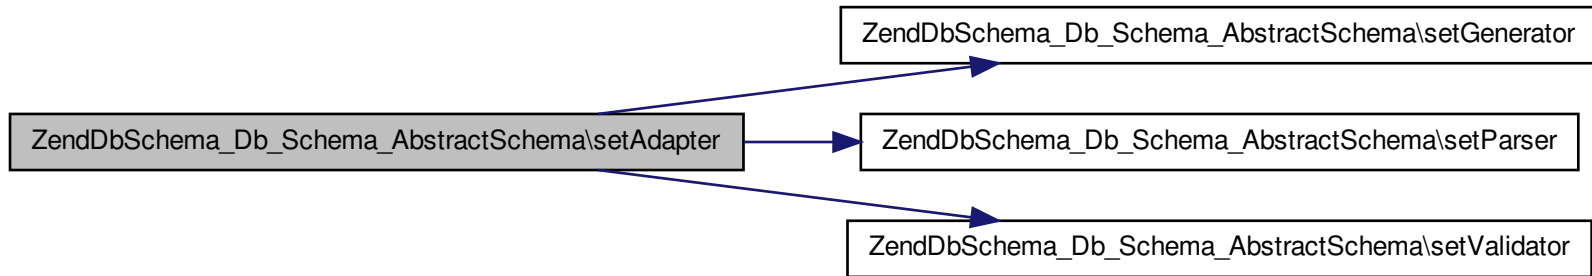 ZendDbSchema_Db_Schema_AbstractSchema\setGenerator
ZendDbSchema_Db_Schema_AbstractSchema\setAdapter
ZendDbSchema_Db_Schema_AbstractSchema\setParser
ZendDbSchema_Db_Schema_AbstractSchema\setValidator